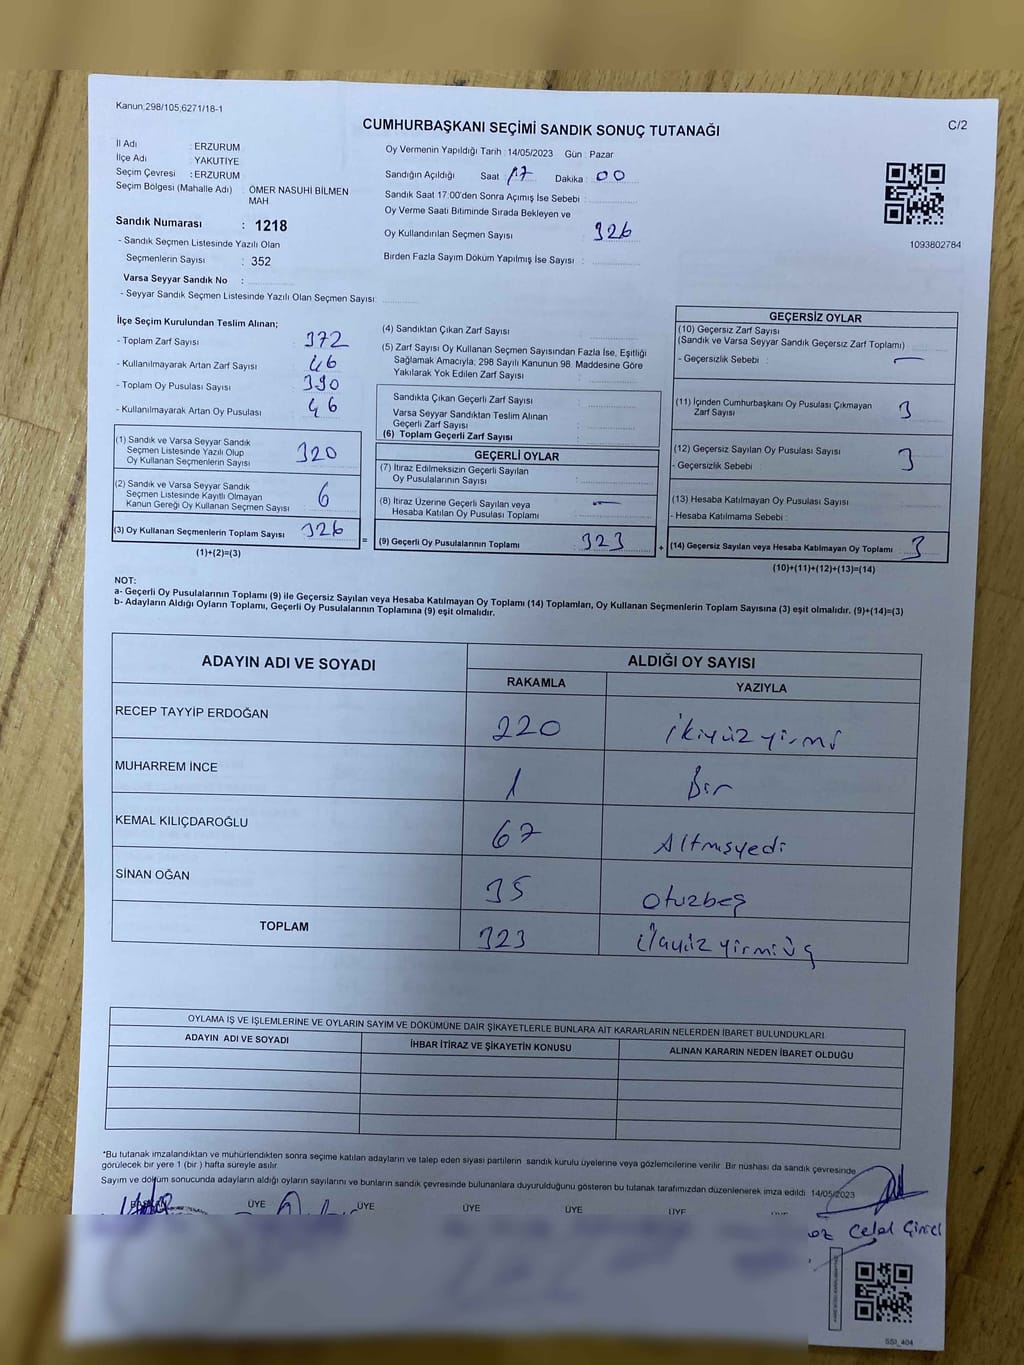 Kanun.298/105,6271/18-1
C/2
CUMHURBAŞKANI SEÇİMİ SANDIK SONUÇ TUTANAĞI
İl Adı : ERZURUM
İlçe Adı : YAKUTİYE
Seçim Çevresi : ERZURUM
Seçim Bölgesi (Mahalle Adı) : ÖMER NASUHİ BİLMEN MAH
Sandık Numarası : 1218
- Sandık Seçmen Listesinde Yazılı Olan
Seçmenlerin Sayısı : 352
Varsa Seyyar Sandık No :
- Seyyar Sandık Seçmen Listesinde Yazılı Olan Seçmen Sayısı:
Oy Vermenin Yapıldığı Tarih : 14/05/2023 Gün : Pazar
Sandığın Açıldığı Saat : 17 Dakika : 00
Sandık Saat 17:00'den Sonra Açımış İse Sebebi :
Oy Verme Saati Bitiminde Sırada Bekleyen ve
Oy Kullandırılan Seçmen Sayısı : 326
Birden Fazla Sayım Döküm Yapılmış İse Sayısı :
1093802784
İlçe Seçim Kurulundan Teslim Alınan;
- Toplam Zarf Sayısı : 372
- Kullanılmayarak Artan Zarf Sayısı : 46
- Toplam Oy Pusulası Sayısı : 390
- Kullanılmayarak Artan Oy Pusulası : 46
(1) Sandık ve Varsa Seyyar Sandık
Seçmen Listesinde Yazılı Olup
Oy Kullanan Seçmenlerin Sayısı : 320
(2) Sandık ve Varsa Seyyar Sandık
Seçmen Listesinde Kayıtlı Olmayan
Kanun Gereği Oy Kullanan Seçmen Sayısı : 6
(3) Oy Kullanan Seçmenlerin Toplam Sayısı : 326
(1)+(2)=(3)
(4) Sandıktan Çıkan Zarf Sayısı :
(5) Zarf Sayısı Oy Kullanan Seçmen Sayısından Fazla İse, Eşitliği
Sağlamak Amacıyla, 298 Sayılı Kanunun 98. Maddesine Göre
Yakılarak Yok Edilen Zarf Sayısı :
Sandıkta Çıkan Geçerli Zarf Sayısı :
Varsa Seyyar Sandıktan Teslim Alınan
Geçerli Zarf Sayısı :
(6) Toplam Geçerli Zarf Sayısı :
GEÇERLİ OYLAR
(7) İtiraz Edilmeksizin Geçerli Sayılan
Oy Pusulalarının Sayısı :
(8) İtiraz Üzerine Geçerli Sayılan veya
Hesaba Katılan Oy Pusulası Toplamı : —
= (9) Geçerli Oy Pusulalarının Toplamı : 323
GEÇERSİZ OYLAR
(10) Geçersiz Zarf Sayısı
(Sandık ve Varsa Seyyar Sandık Geçersiz Zarf Toplamı) :
- Geçersizlik Sebebi : —
(11) İçinden Cumhurbaşkanı Oy Pusulası Çıkmayan
Zarf Sayısı : 3
(12) Geçersiz Sayılan Oy Pusulası Sayısı : 3
- Geçersizlik Sebebi :
(13) Hesaba Katılmayan Oy Pusulası Sayısı :
- Hesaba Katılmama Sebebi :
+ (14) Geçersiz Sayılan veya Hesaba Katılmayan Oy Toplamı : 3
(10)+(11)+(12)+(13)=(14)
NOT:
a- Geçerli Oy Pusulalarının Toplamı (9) ile Geçersiz Sayılan veya Hesaba Katılmayan Oy Toplamı (14) Toplamları, Oy Kullanan Seçmenlerin Toplam Sayısına (3) eşit olmalıdır. (9)+(14)=(3)
b- Adayların Aldığı Oyların Toplamı, Geçerli Oy Pusulalarının Toplamına (9) eşit olmalıdır.
ADAYIN ADI VE SOYADI
ALDIĞI OY SAYISI
RAKAMLA YAZIYLA
RECEP TAYYİP ERDOĞAN 220 ikiyüz yirmi
MUHARREM İNCE 1 Bir
KEMAL KILIÇDAROĞLU 67 Altmışyedi
SİNAN OĞAN 35 otuzbeş
TOPLAM 323 üçyüz yirmi üç
OYLAMA İŞ VE İŞLEMLERİNE VE OYLARIN SAYIM VE DÖKÜMÜNE DAİR ŞİKAYETLERLE BUNLARA AİT KARARLARIN NELERDEN İBARET BULUNDUKLARI
ADAYIN ADI VE SOYADI İHBAR İTİRAZ VE ŞİKAYETİN KONUSU ALINAN KARARIN NEDEN İBARET OLDUĞU
*Bu tutanak imzalandıktan ve mühürlendikten sonra seçime katılan adayların ve talep eden siyasi partilerin sandık kurulu üyelerine veya gözlemcilerine verilir. Bir nüshası da sandık çevresinde
görülecek bir yere 1 (bir) hafta süreyle asılır.
Sayım ve döküm sonucunda adayların aldığı oyların sayılarını ve bunların sandık çevresinde bulunanlara duyurulduğunu gösteren bu tutanak tarafımızdan düzenlenerek imza edildi. 14/05/2023
BAŞKAN ÜYE ÜYE ÜYE ÜYE ÜYE
Celal
SSI_404